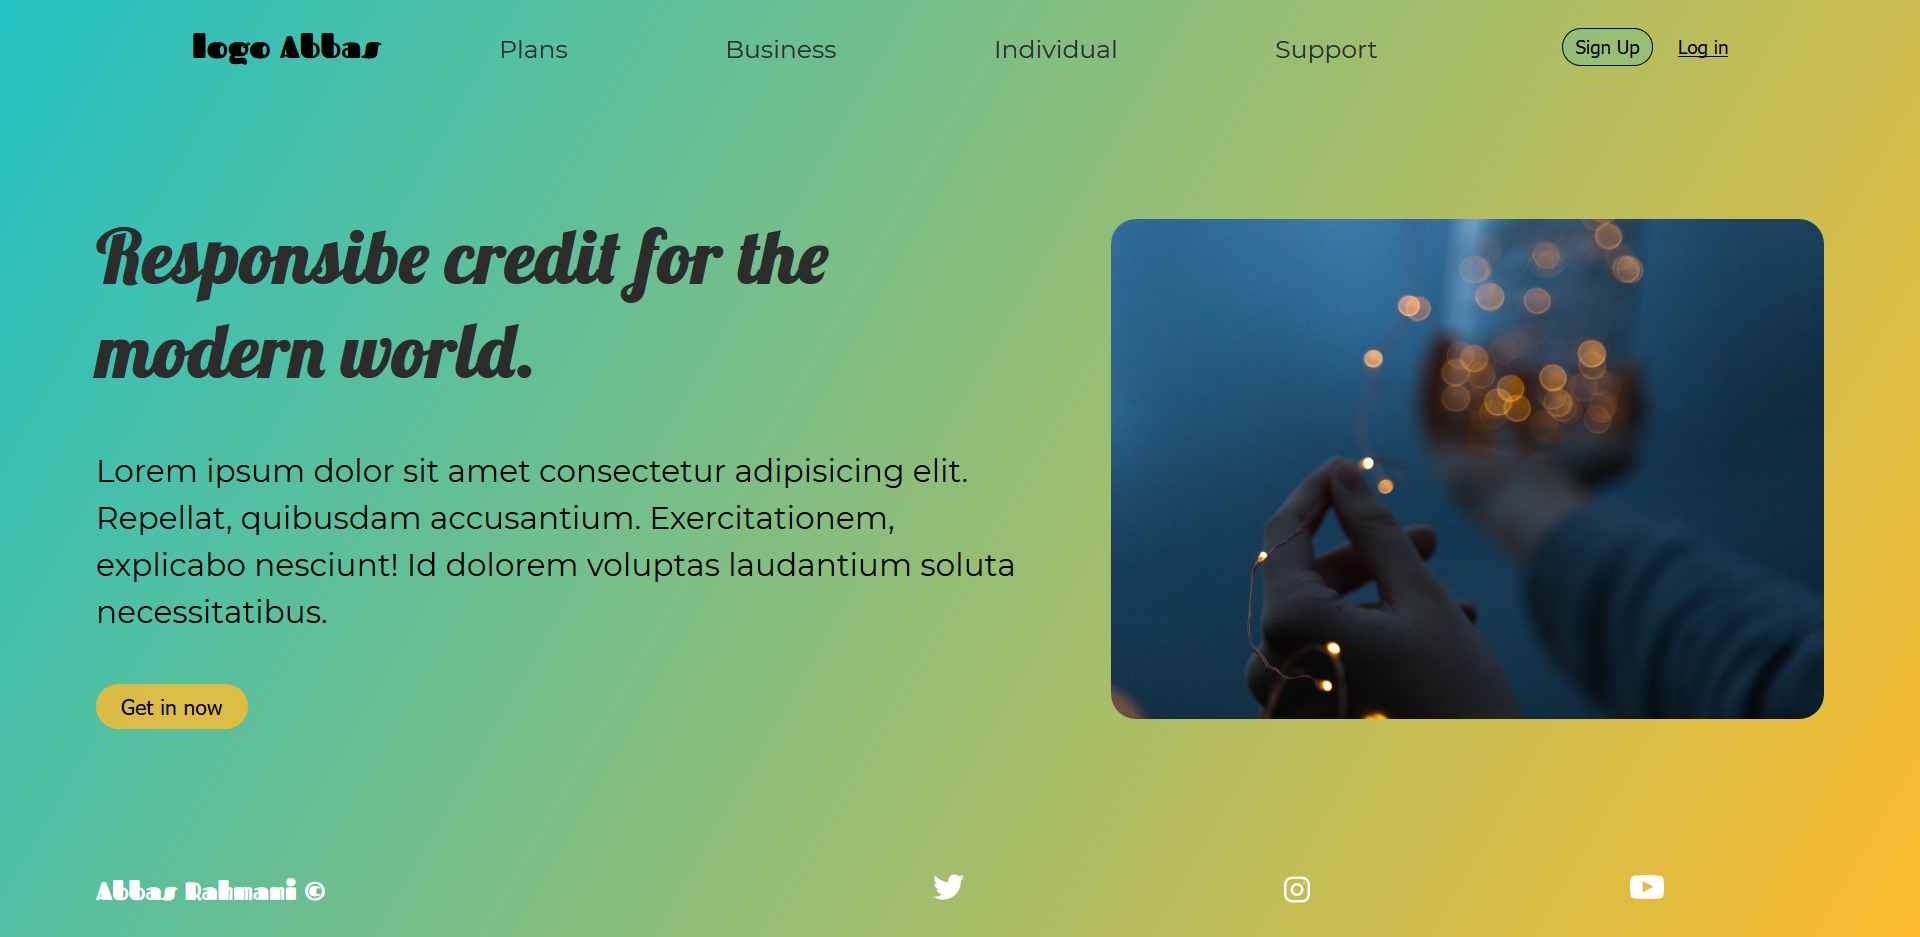 logo Abbas
Plans
Business
Individual
Support
Sign Up
Log in
Responsibe credit for the
modern world.
Lorem ipsum dolor sit amet consectetur adipisicing elit.
Repellat, quibusdam accusantium. Exercitationem,
explicabo nesciunt! Id dolorem voluptas laudantium soluta
necessitatibus.
Get in now
Abbas Rahmani ©